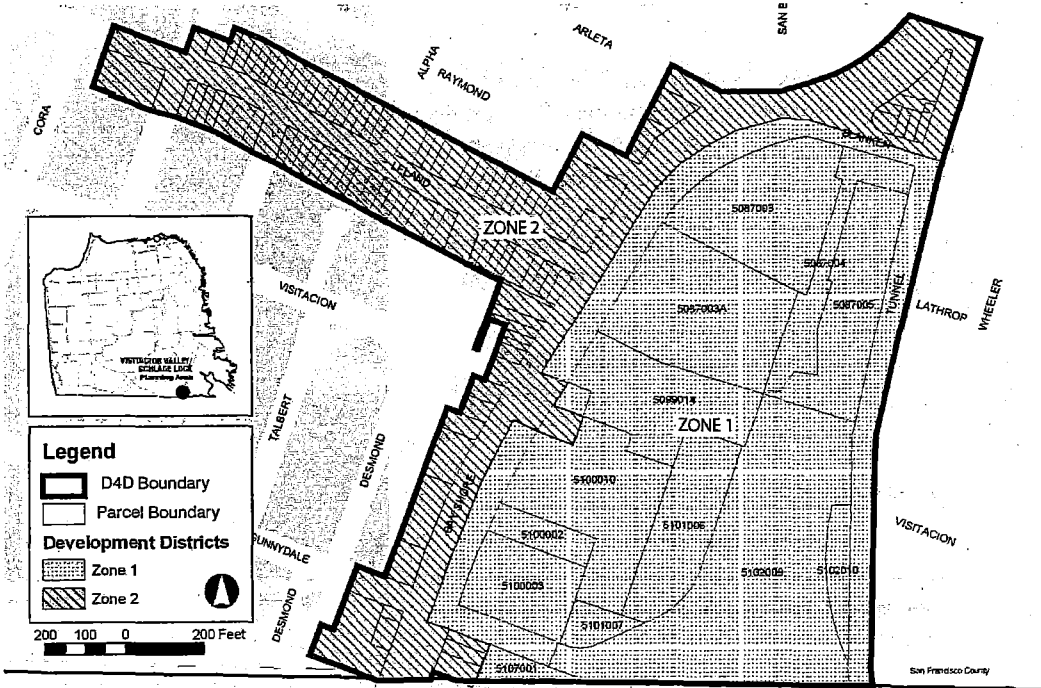 SAN B
ARLETA
ALPHA
RAYMOND
CORA
LELAND
ZONE 2
BLANKEN
5087003
5087004
5087003A
5087005
TUNNEL
LATHROP
WHEELER
VISITACION
VISITACION VALLEY/
SCHLAGE LOCK
Planning Area
TALBERT
DESMOND
5099014
ZONE 1
BAY SHORE
5100010
5100002
5101006
5100003
5102009
5102010
VISITACION
SUNNYDALE
DESMOND
5101007
5107001
Legend
D4D Boundary
Parcel Boundary
Development Districts
Zone 1
Zone 2
200 100 0 200 Feet
San Francisco County